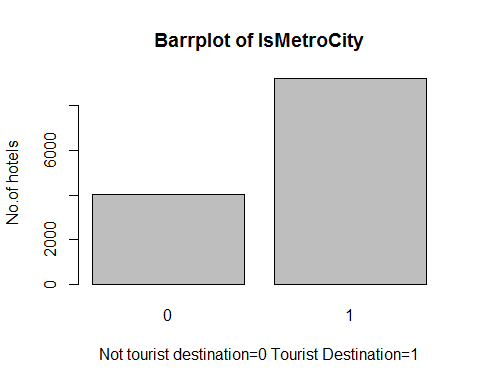 Barrplot of IsMetroCity
No.of hotels
6000
2000
0
0 1
Not tourist destination=0 Tourist Destination=1